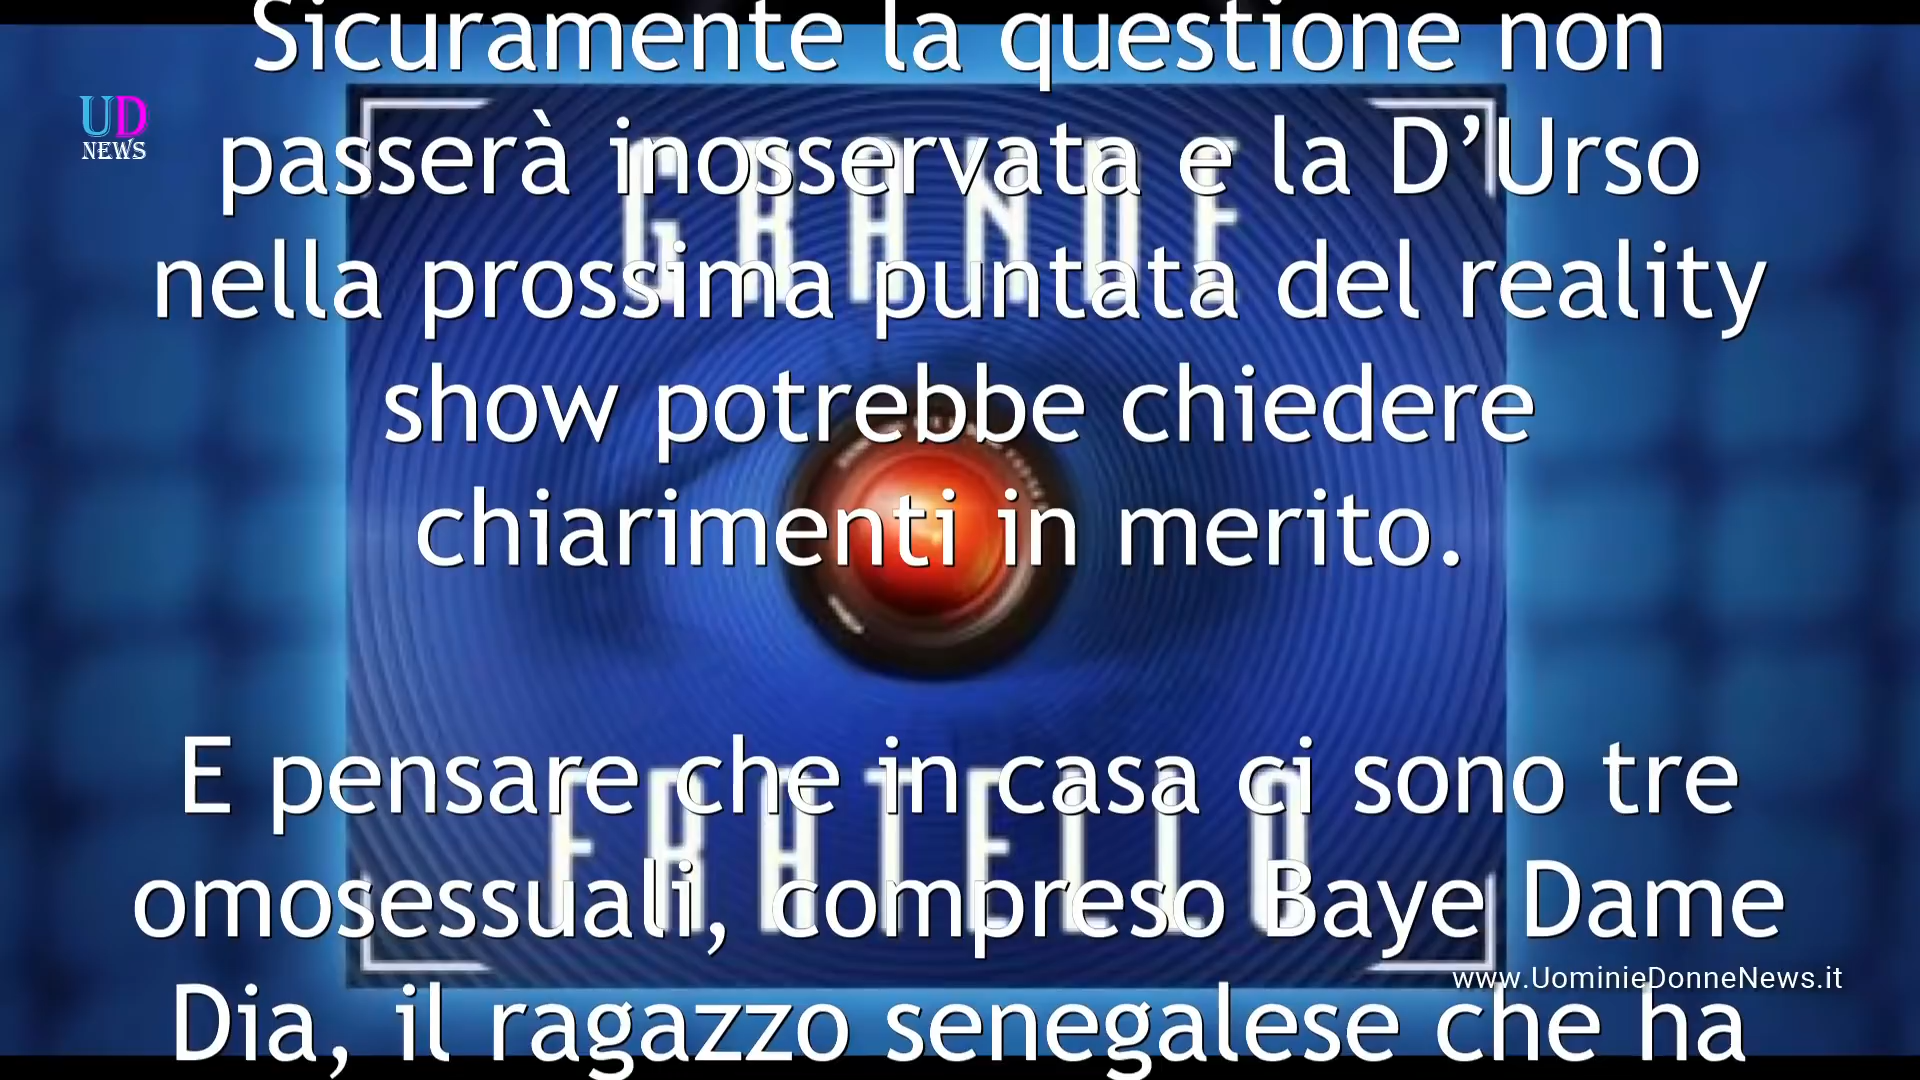 Sicuramente la questione non
UD
NEWS
passerà inosservata e la D’Urso
GRANDE
nella prossima puntata del reality
show potrebbe chiedere
chiarimenti in merito.
E pensare che in casa ci sono tre
FRATELLO
omosessuali, compreso Baye Dame
www.UominieDonneNews.it
Dia, il ragazzo senegalese che ha